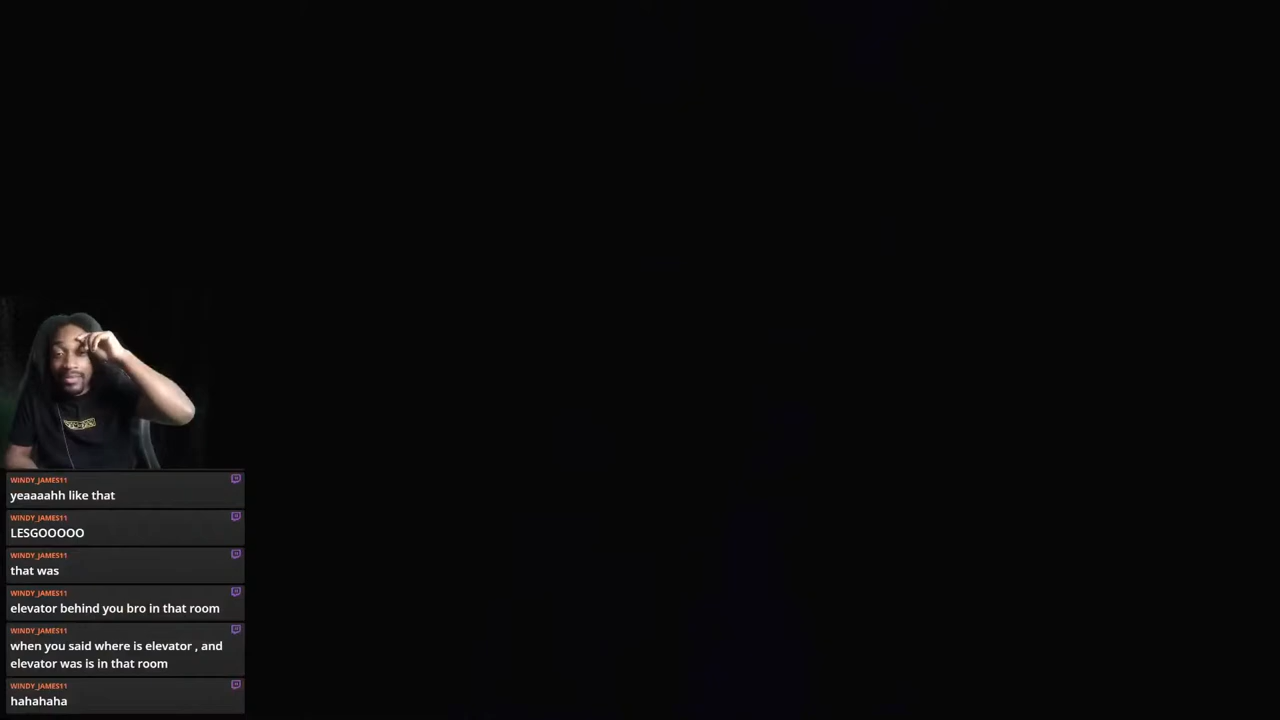 WINDY_JAMES11
yeaaaahh like that
WINDY_JAMES11
LESGOOOOO
WINDY_JAMES11
that was
WINDY_JAMES11
elevator behind you bro in that room
WINDY_JAMES11
when you said where is elevator , and
elevator was is in that room
WINDY_JAMES11
hahahaha